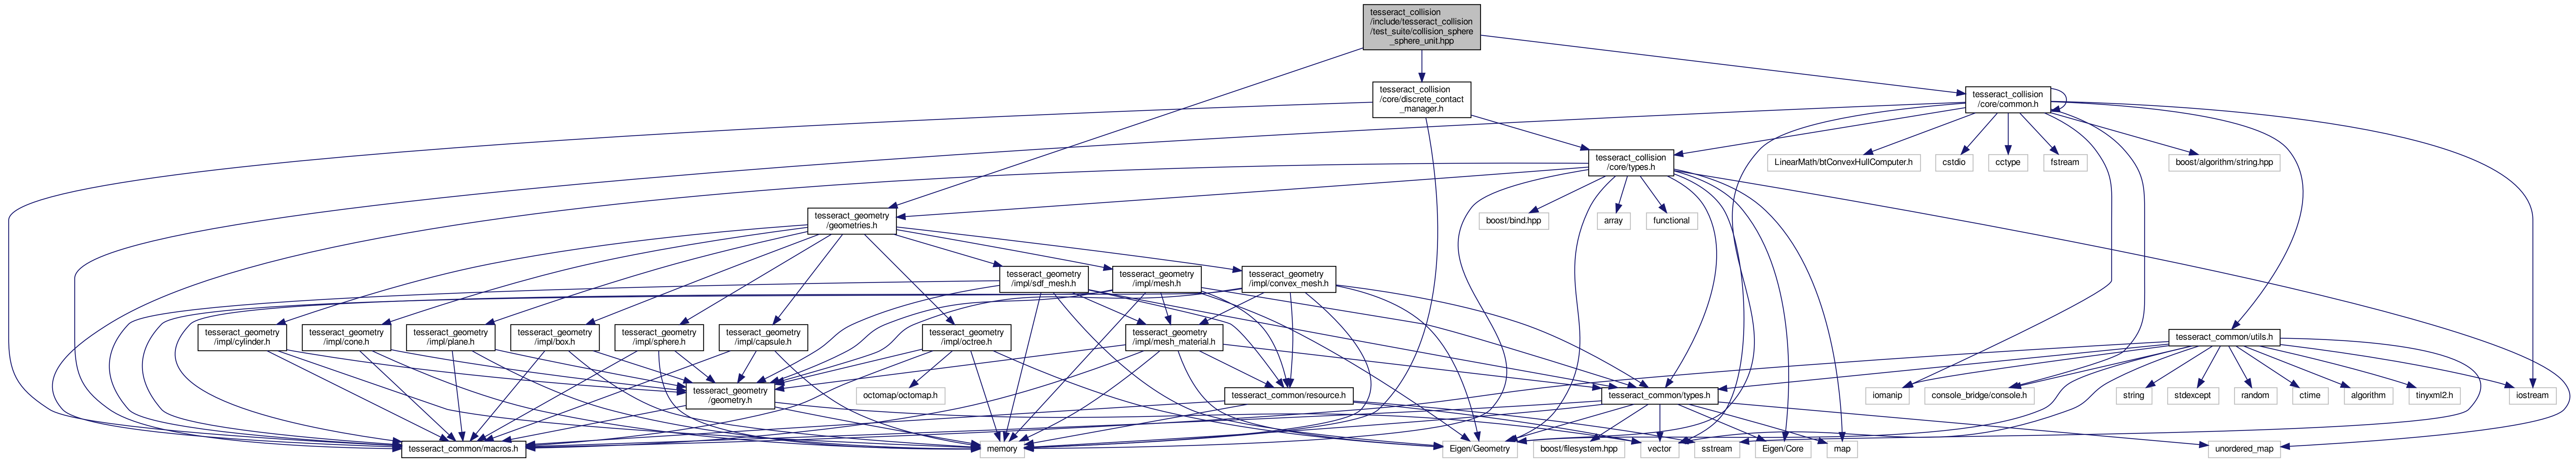 tesseract_collision
/include/tesseract_collision
/test_suite/collision_sphere
_sphere_unit.hpp
tesseract_collision
/core/discrete_contact
_manager.h
tesseract_collision
/core/common.h
tesseract_collision
/core/types.h
LinearMath/btConvexHullComputer.h
cstdio
cctype
fstream
boost/algorithm/string.hpp
tesseract_geometry
/geometries.h
boost/bind.hpp
array
functional
tesseract_geometry
/impl/sdf_mesh.h
tesseract_geometry
/impl/mesh.h
tesseract_geometry
/impl/convex_mesh.h
tesseract_geometry
/impl/cylinder.h
tesseract_geometry
/impl/cone.h
tesseract_geometry
/impl/plane.h
tesseract_geometry
/impl/box.h
tesseract_geometry
/impl/sphere.h
tesseract_geometry
/impl/capsule.h
tesseract_geometry
/impl/octree.h
tesseract_geometry
/impl/mesh_material.h
tesseract_common/utils.h
tesseract_geometry
/geometry.h
octomap/octomap.h
tesseract_common/resource.h
tesseract_common/types.h
iomanip
console_bridge/console.h
string
stdexcept
random
ctime
algorithm
tinyxml2.h
iostream
tesseract_common/macros.h
memory
Eigen/Geometry
boost/filesystem.hpp
vector
sstream
Eigen/Core
map
unordered_map